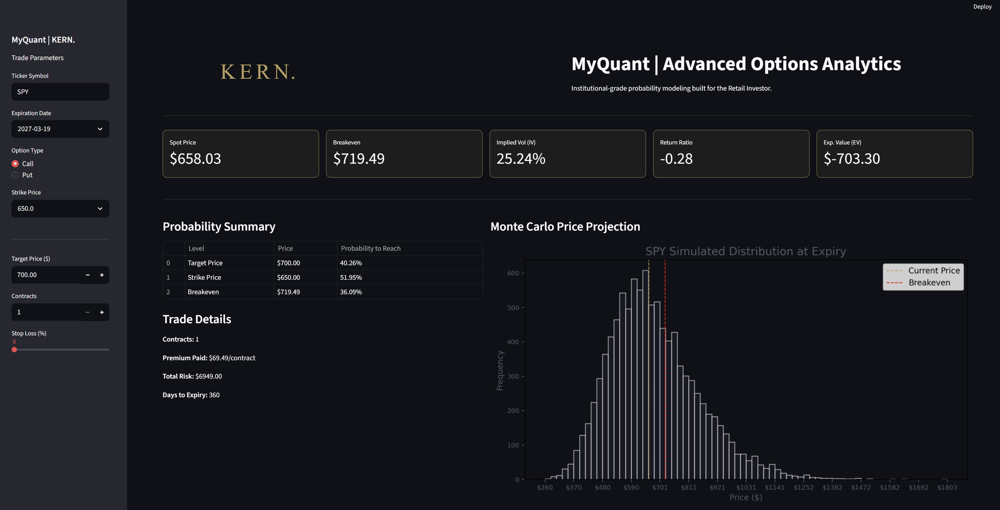 Deploy
MyQuant | KERN.
Trade Parameters
Ticker Symbol
SPY
Expiration Date
2027-03-19
Option Type
Call
Put
Strike Price
650.0
Target Price ($)
700.00
Contracts
1
Stop Loss (%)
0
KERN.
MyQuant | Advanced Options Analytics
Institutional-grade probability modeling built for the Retail Investor.
Spot Price
$658.03
Breakeven
$719.49
Implied Vol (IV)
25.24%
Return Ratio
-0.28
Exp. Value (EV)
$-703.30
Probability Summary
Level Price Probability to Reach
0 Target Price $700.00 40.26%
1 Strike Price $650.00 51.95%
2 Breakeven $719.49 36.09%
Trade Details
Contracts: 1
Premium Paid: $69.49/contract
Total Risk: $6949.00
Days to Expiry: 360
Monte Carlo Price Projection
SPY Simulated Distribution at Expiry
Current Price
Breakeven
Frequency
600
500
400
300
200
100
0
$260 $370 $480 $590 $701 $811 $921 $1031 $1141 $1252 $1362 $1472 $1582 $1692 $1803
Price ($)